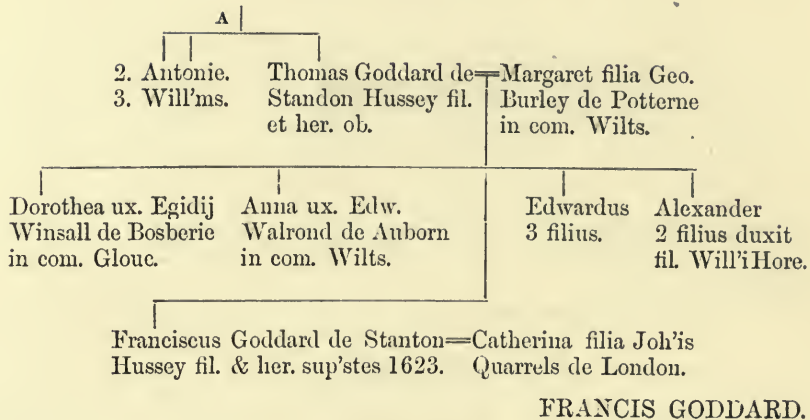 A
2. Antonie.
3. Will'ms.
Thomas Goddard de
Standon Hussey fil.
et her. ob.
Margaret filia Geo.
Burley de Potterne
in com. Wilts.
Dorothea ux. Egidij
Winsall de Bosberie
in com. Glouc.
Anna ux. Edw.
Walrond de Auborn
in com. Wilts.
Edwardus
3 filius.
Alexander
2 filius duxit
fil. Will'i Hore.
Franciscus Goddard de Stanton
Hussey fil. & her. sup'stes 1623.
Catherina filia Joh'is
Quarrels de London.
FRANCIS GODDARD.